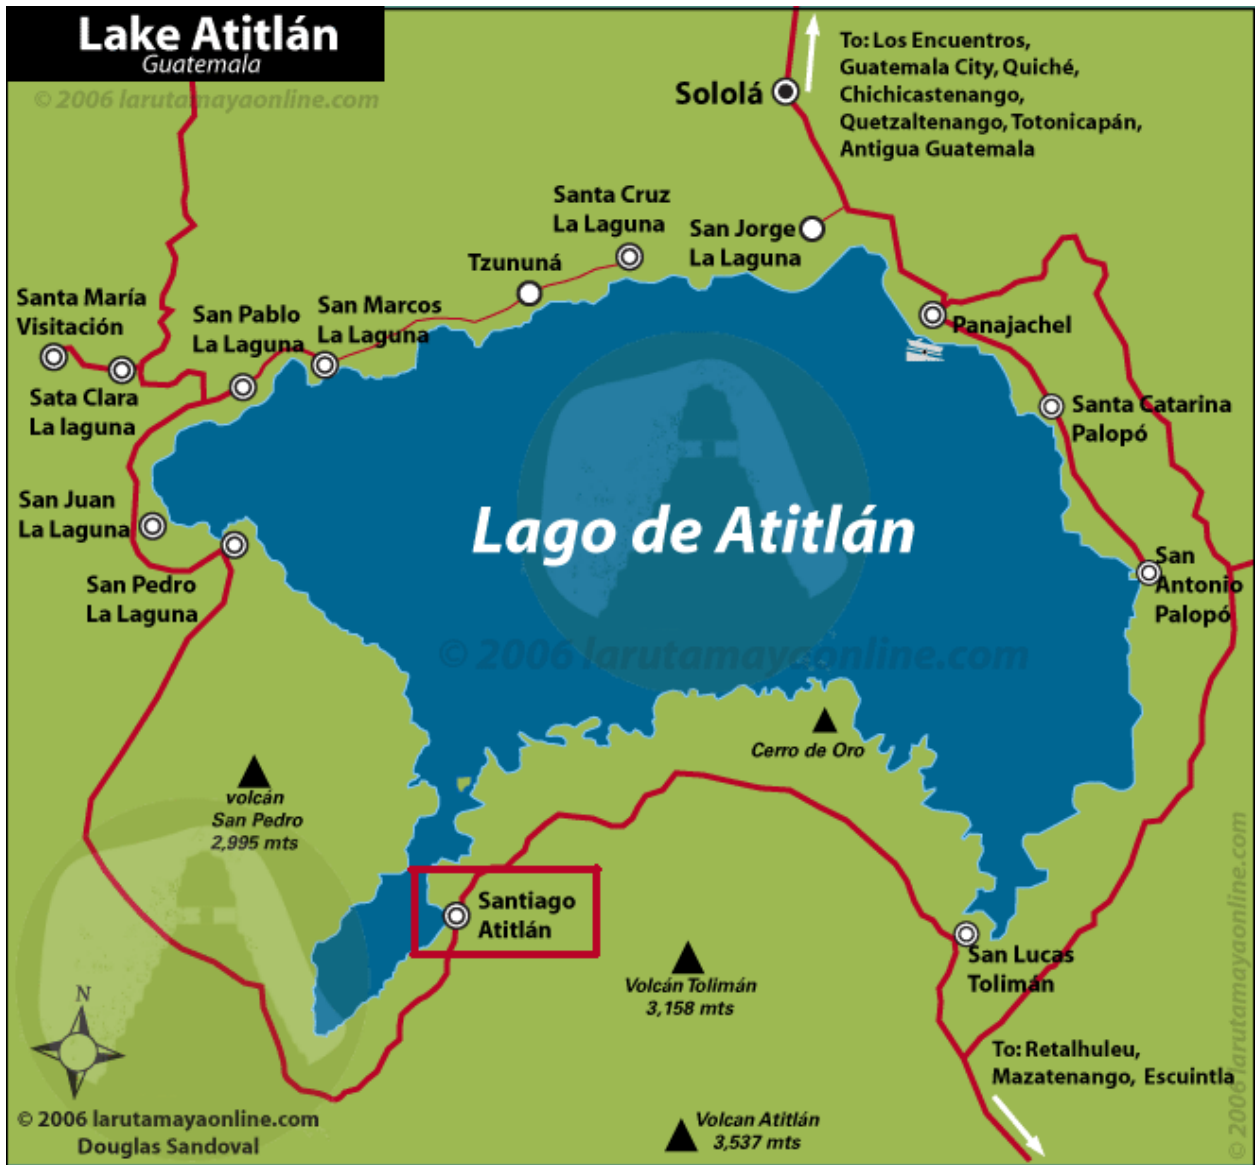 Lake Atitlán
Guatemala
© 2006 larutamayaonline.com
To: Los Encuentros,
Guatemala City, Quiché,
Chichicastenango,
Quetzaltenango, Totonicapán,
Antigua Guatemala
Sololá
Santa Cruz
La Laguna
San Jorge
La Laguna
Tzununá
Santa María
Visitación
San Pablo
La Laguna
San Marcos
La Laguna
Panajachel
Sata Clara
La laguna
Santa Catarina
Palopó
San Juan
La Laguna
Lago de Atitlán
San
Antonio
Palopó
San Pedro
La Laguna
© 2006 larutamayaonline.com
Cerro de Oro
volcán
San Pedro
2,995 mts
Santiago
Atitlán
San Lucas
Tolimán
Volcán Tolimán
3,158 mts
N
To: Retalhuleu,
Mazatenango, Escuintla
© 2006 larutamayaonline.com
Douglas Sandoval
Volcan Atitlán
3,537 mts
© 2006 larutamayaonline.com